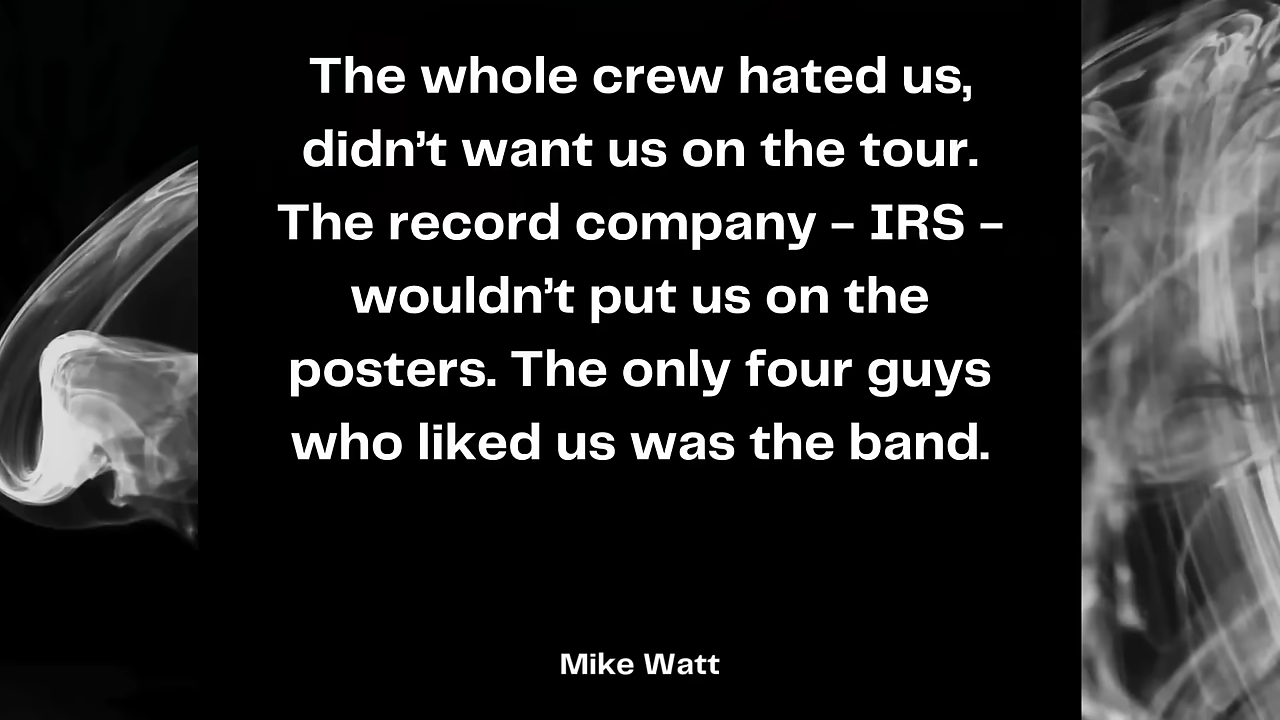 The whole crew hated us,
didn’t want us on the tour.
The record company – IRS –
wouldn’t put us on the
posters. The only four guys
who liked us was the band.
Mike Watt